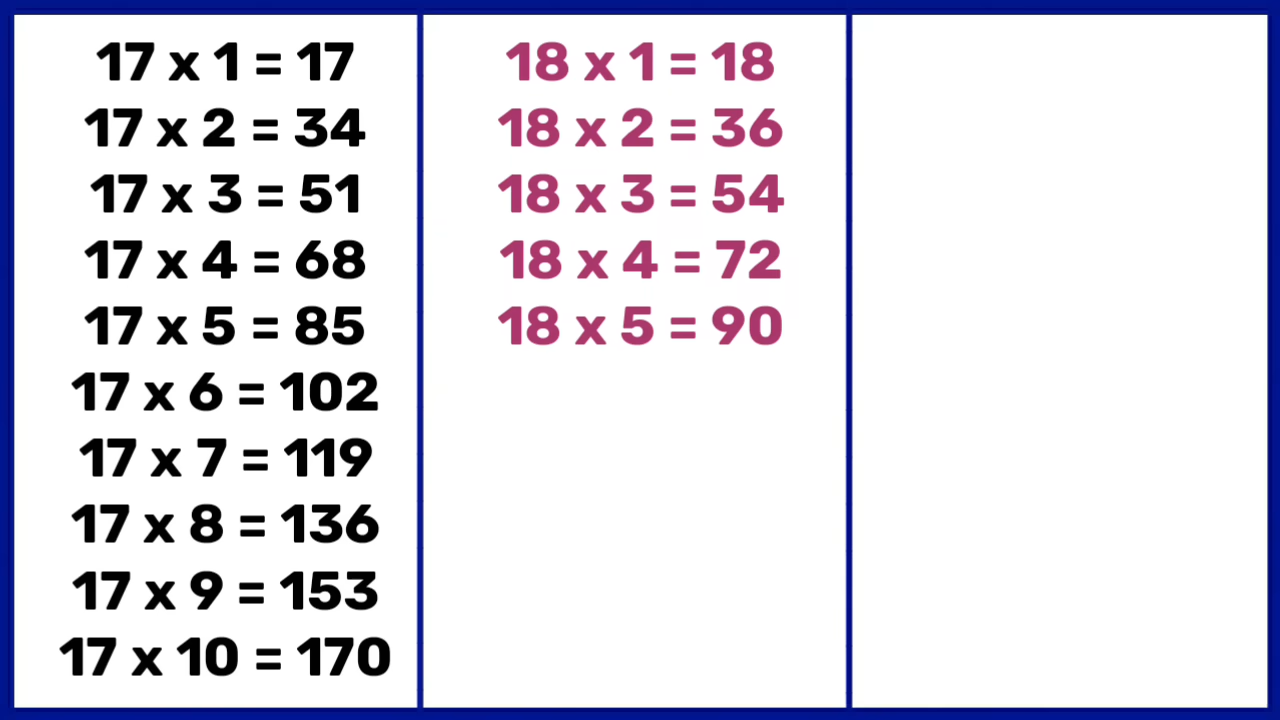 17 x 1 = 17
17 x 2 = 34
17 x 3 = 51
17 x 4 = 68
17 x 5 = 85
17 x 6 = 102
17 x 7 = 119
17 x 8 = 136
17 x 9 = 153
17 x 10 = 170
18 x 1 = 18
18 x 2 = 36
18 x 3 = 54
18 x 4 = 72
18 x 5 = 90